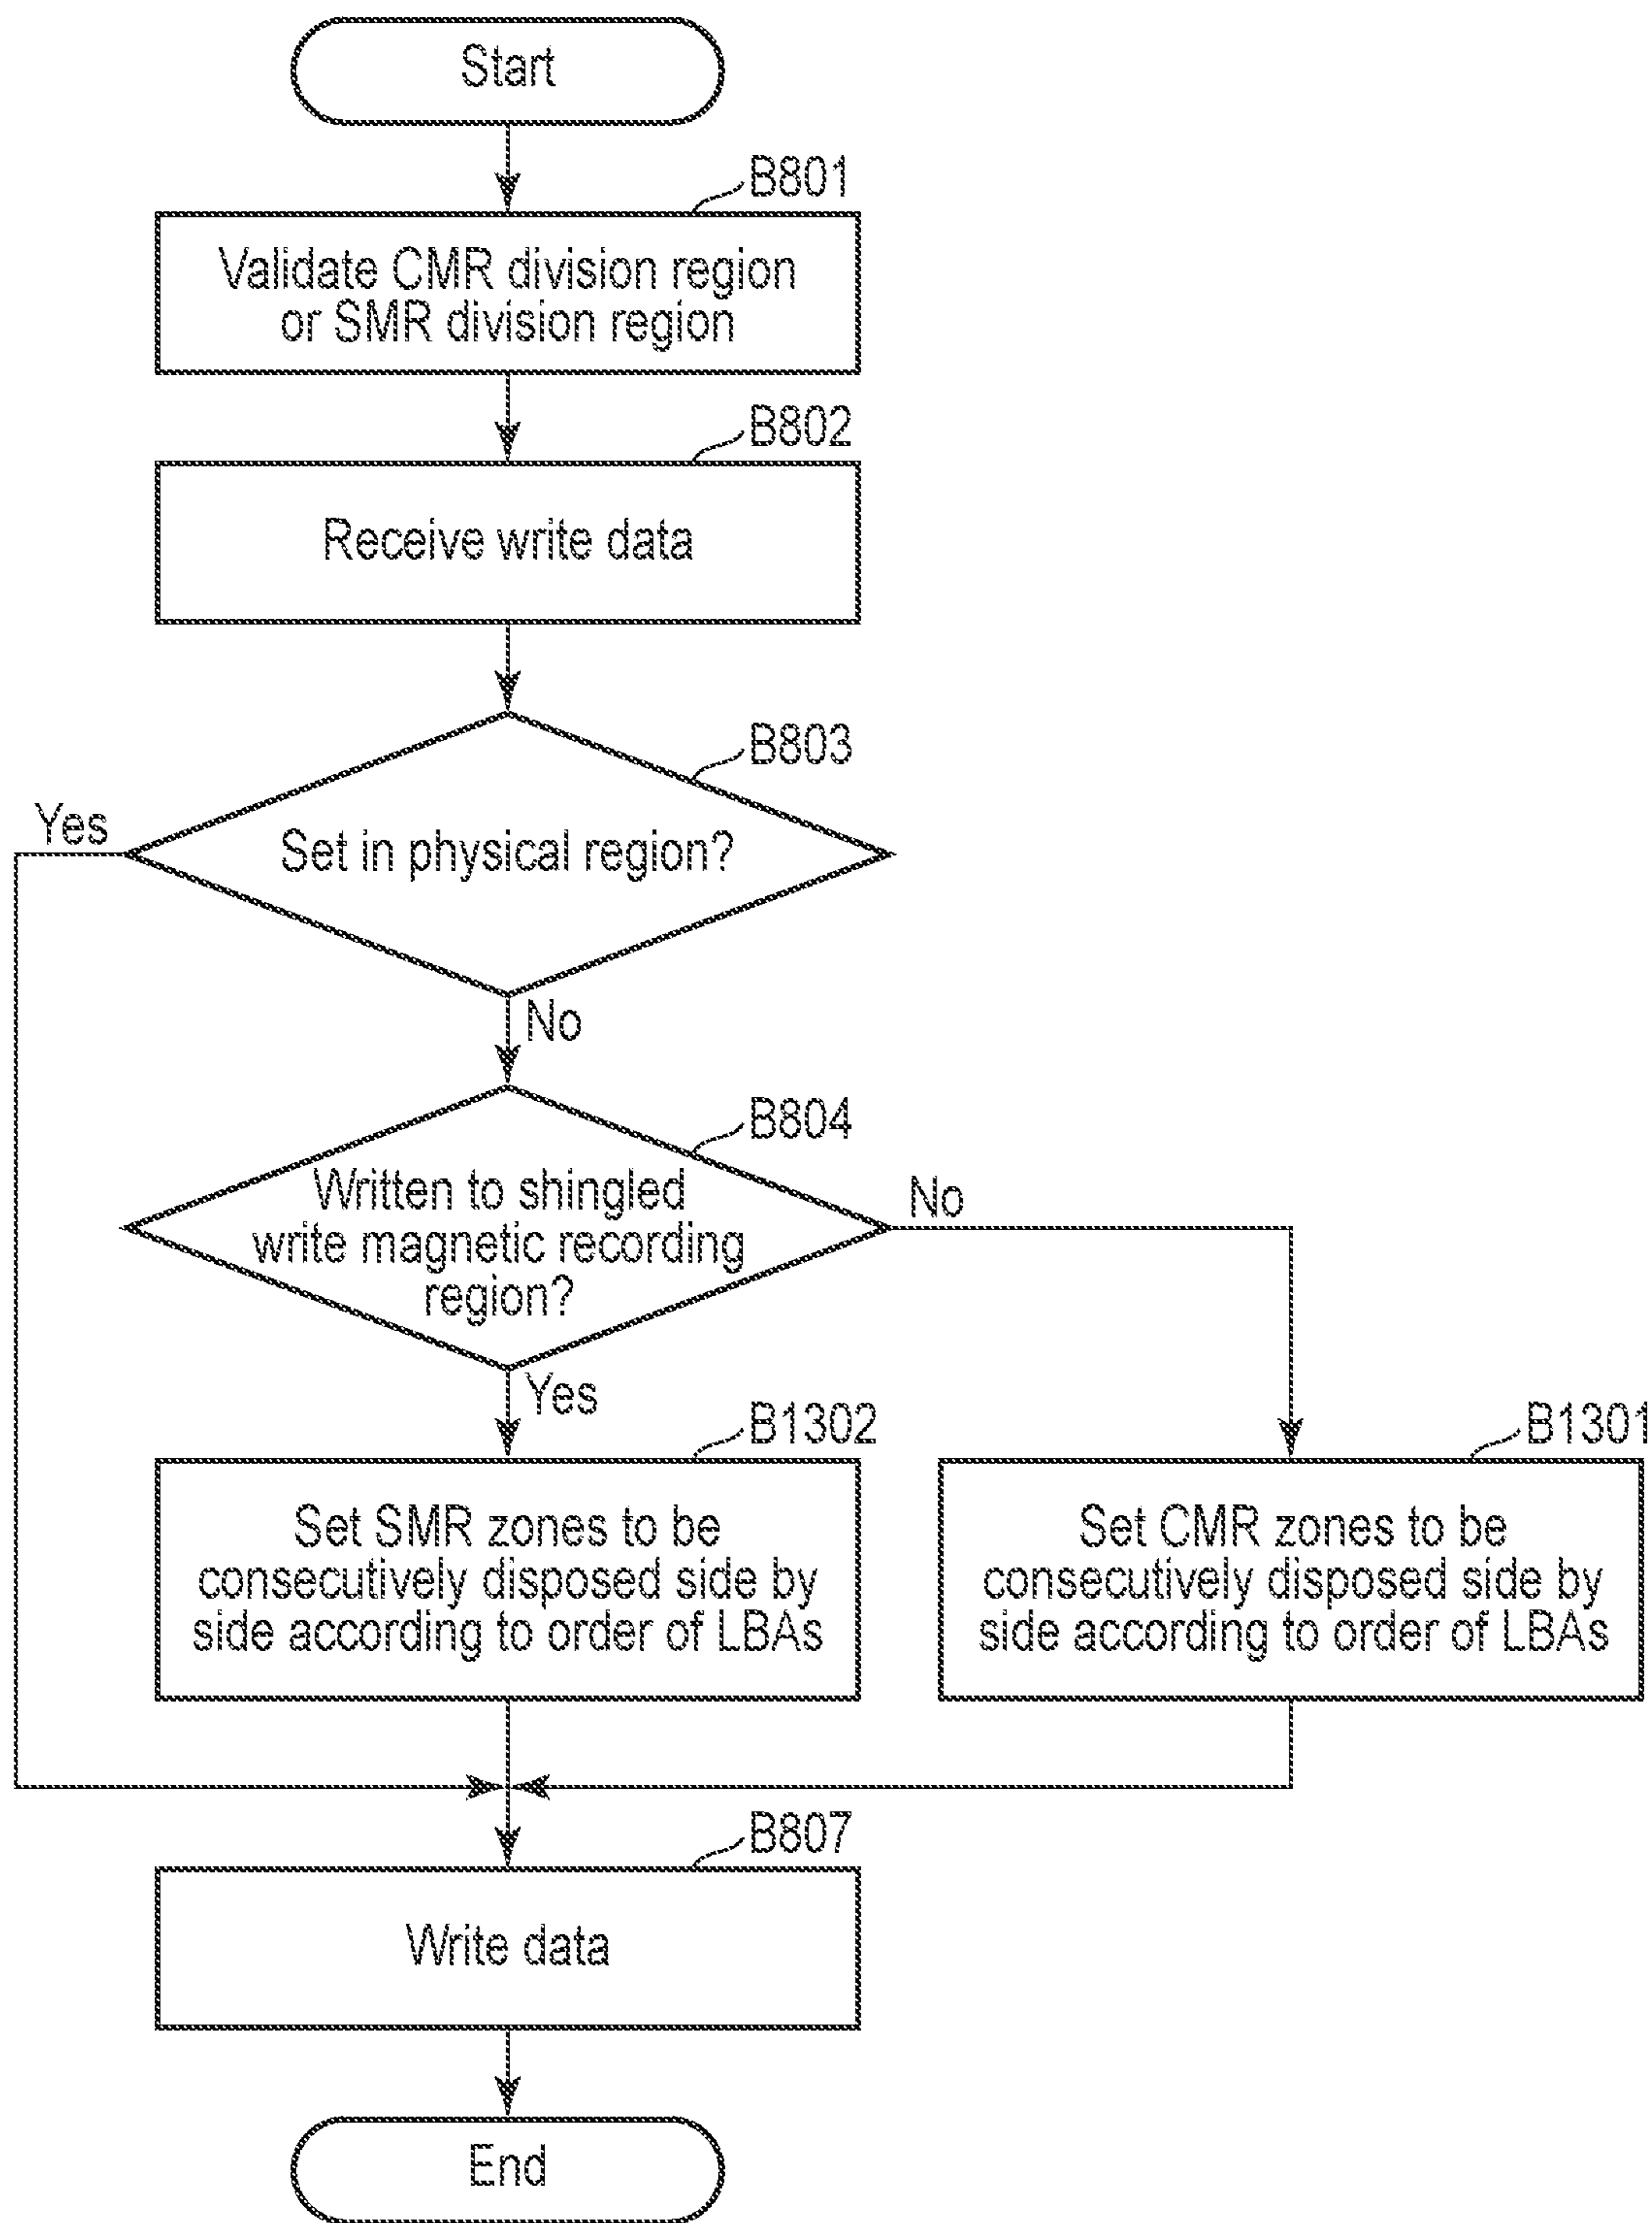 Start
B801
Validate CMR division region
or SMR division region
B802
Receive write data
B803
Yes
Set in physical region?
No
B804
Written to shingled
write magnetic recording
region?
No
Yes
B1302
B1301
Set SMR zones to be
consecutively disposed side by
side according to order of LBAs
Set CMR zones to be
consecutively disposed side by
side according to order of LBAs
B807
Write data
End